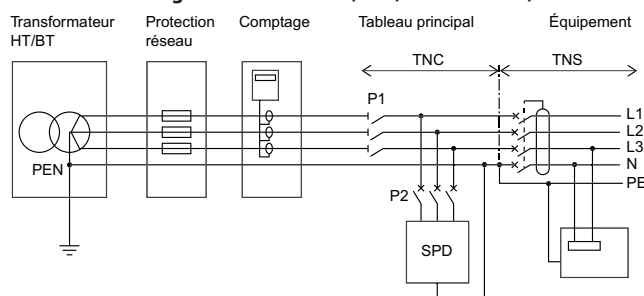 Transformateur
HT/BT
Protection
réseau
Comptage
Tableau principal
Équipement
TNC
TNS
P1
L1
L2
L3
N
PE
PEN
P2
SPD